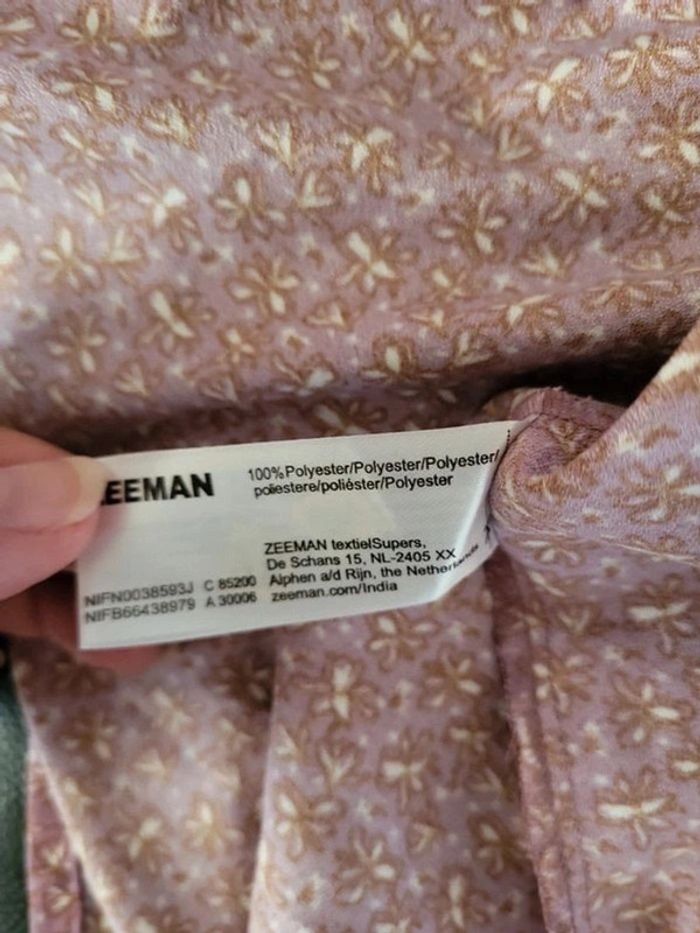 ZEEMAN
100% Polyester/Polyester/Polyester/
poliestere/poliéster/Polyester
ZEEMAN textielSupers,
De Schans 15, NL-2405 XX
Alphen a/d Rijn, the Netherlands
zeeman.com/India
NIFN0038593J C 85200
NIFB66438979 A 30006